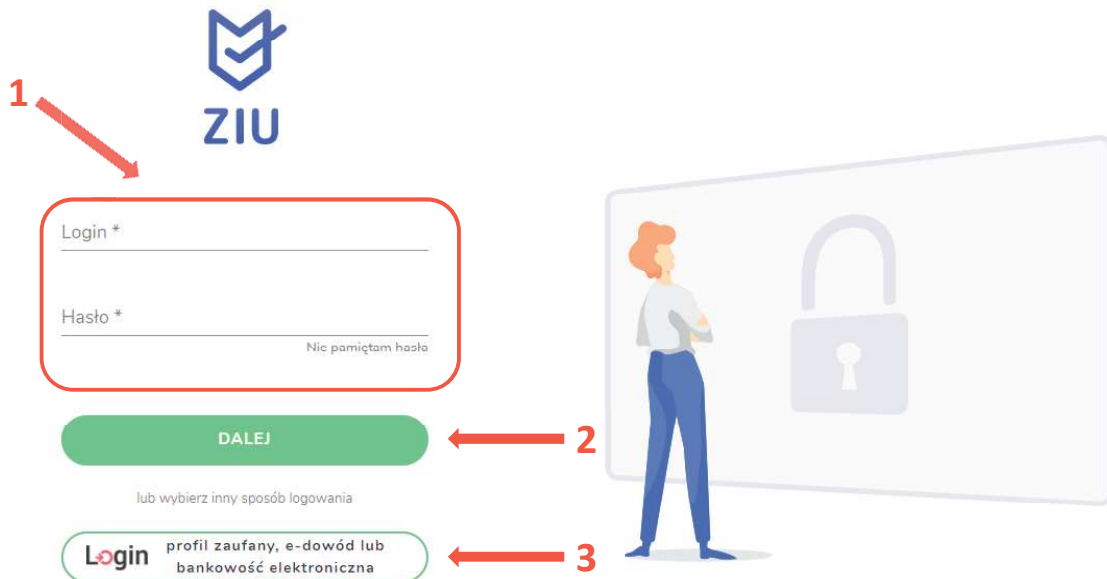 1
ZIU
Login *
Hasło *
Nie pamiętam hasła
DALEJ
2
lub wybierz inny sposób logowania
Login
profil zaufany, e-dowód lub
bankowość elektroniczna
3